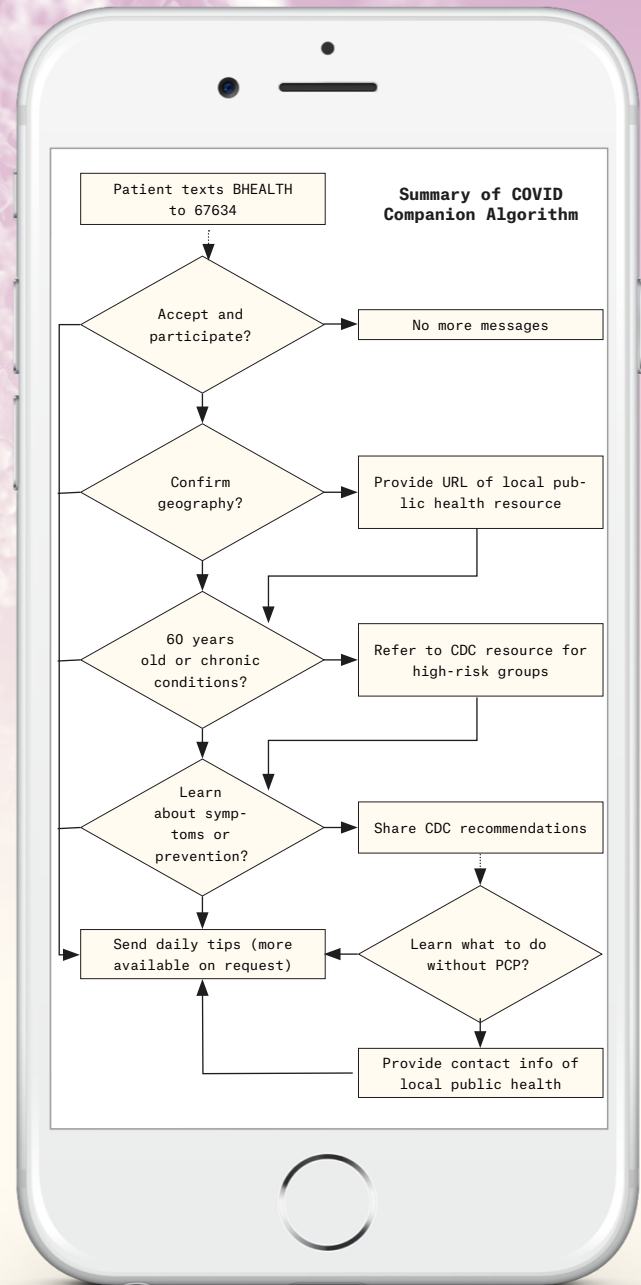 Patient texts BHEALTH
to 67634
Summary of COVID
Companion Algorithm
Accept and
participate?
No more messages
Confirm
geography?
Provide URL of local pub-
lic health resource
60 years
old or chronic
conditions?
Refer to CDC resource for
high-risk groups
Learn
about symp-
toms or
prevention?
Share CDC recommendations
Send daily tips (more
available on request)
Learn what to do
without PCP?
Provide contact info of
local public health